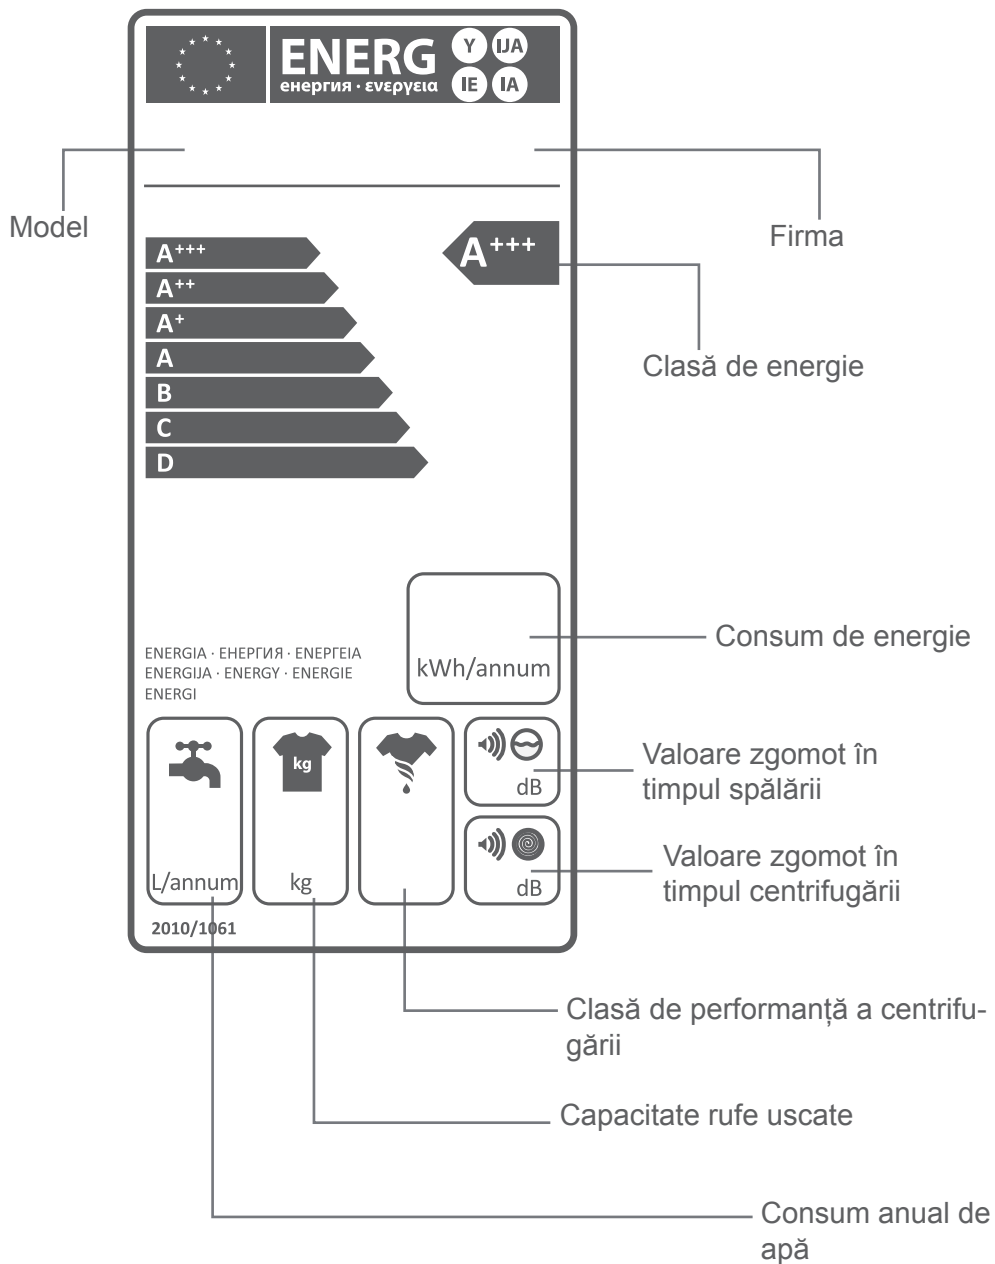 ENERG Y IJA
енергия · ενεργεια IE IA
Model
Firma
A+++
A+++
A++
A+
A
B
C
D
Clasă de energie
Consum de energie
kWh/annum
ENERGIA · ЕНЕРГИЯ · ΕΝΕΡΓΕΙΑ
ENERGIJA · ENERGY · ENERGIE
ENERGI
kg
dB
Valoare zgomot în
timpul spălării
L/annum
kg
dB
Valoare zgomot în
timpul centrifugării
2010/1061
Clasă de performanță a centrifu-
gării
Capacitate rufe uscate
Consum anual de
apă